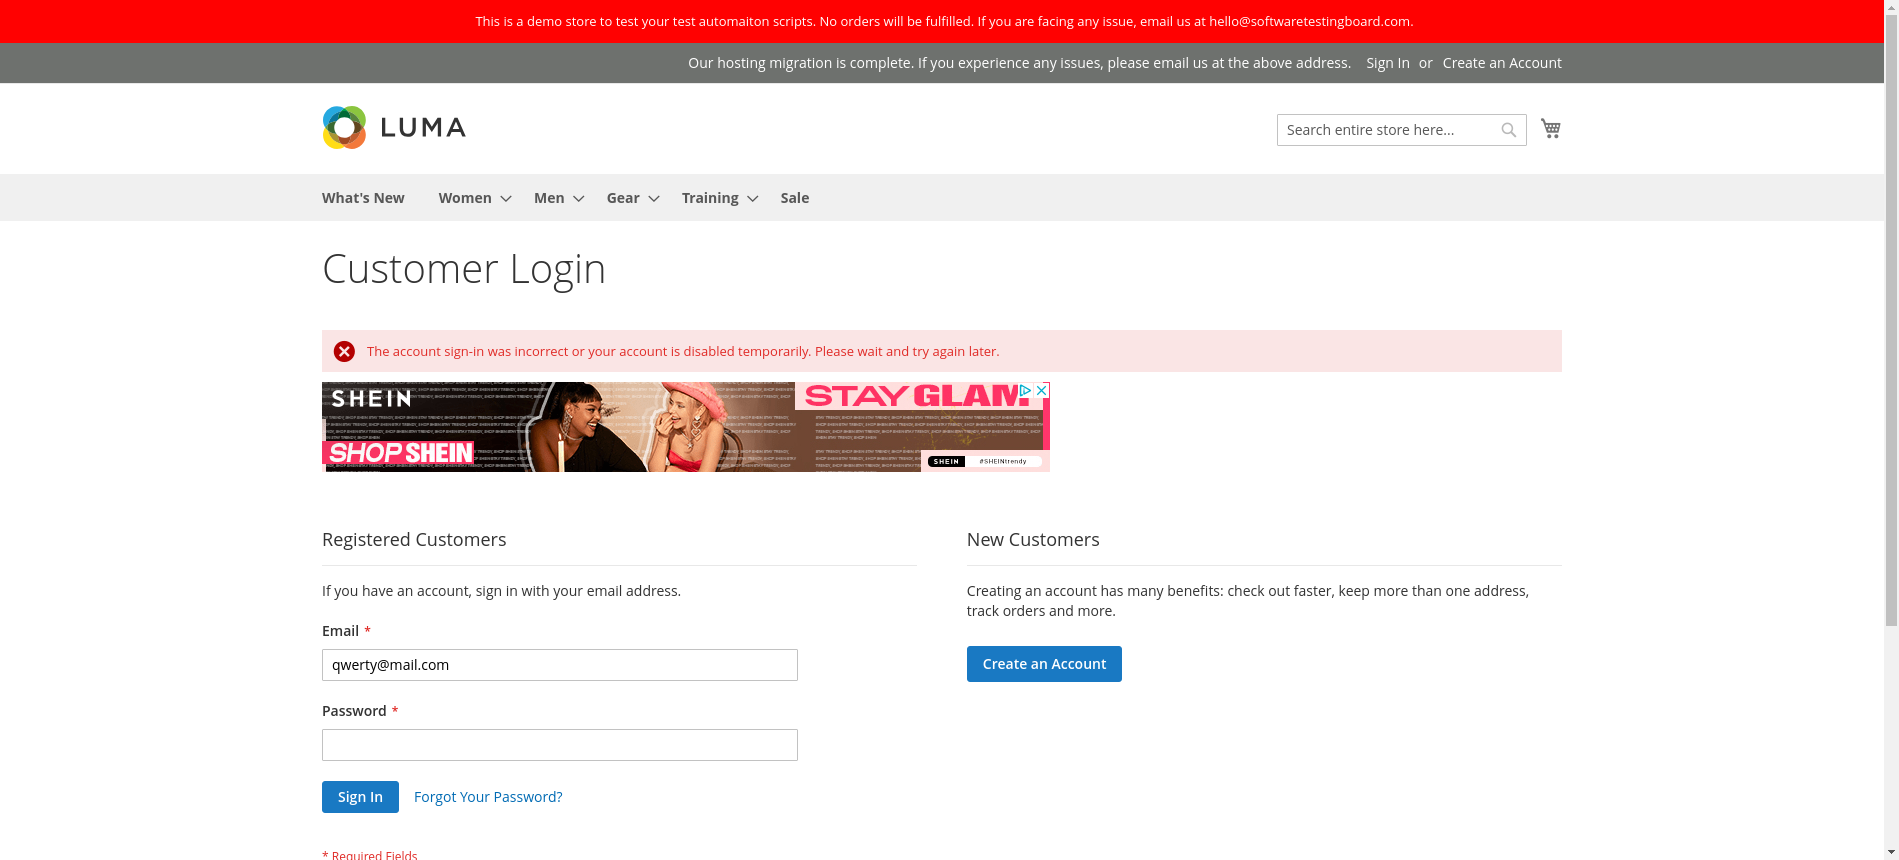 This is a demo store to test your test automaiton scripts. No orders will be fulfilled. If you are facing any issue, email us at hello@softwaretestingboard.com.
Our hosting migration is complete. If you experience any issues, please email us at the above address. Sign In or Create an Account
LUMA
Search entire store here...
What's New Women Men Gear Training Sale
Customer Login
The account sign-in was incorrect or your account is disabled temporarily. Please wait and try again later.
SHEIN
STAY GLAM.
SHOP SHEIN
SHEIN #SHEINtrendy
Registered Customers
If you have an account, sign in with your email address.
Email *
qwerty@mail.com
Password *
Sign In Forgot Your Password?
* Required Fields
New Customers
Creating an account has many benefits: check out faster, keep more than one address,
track orders and more.
Create an Account